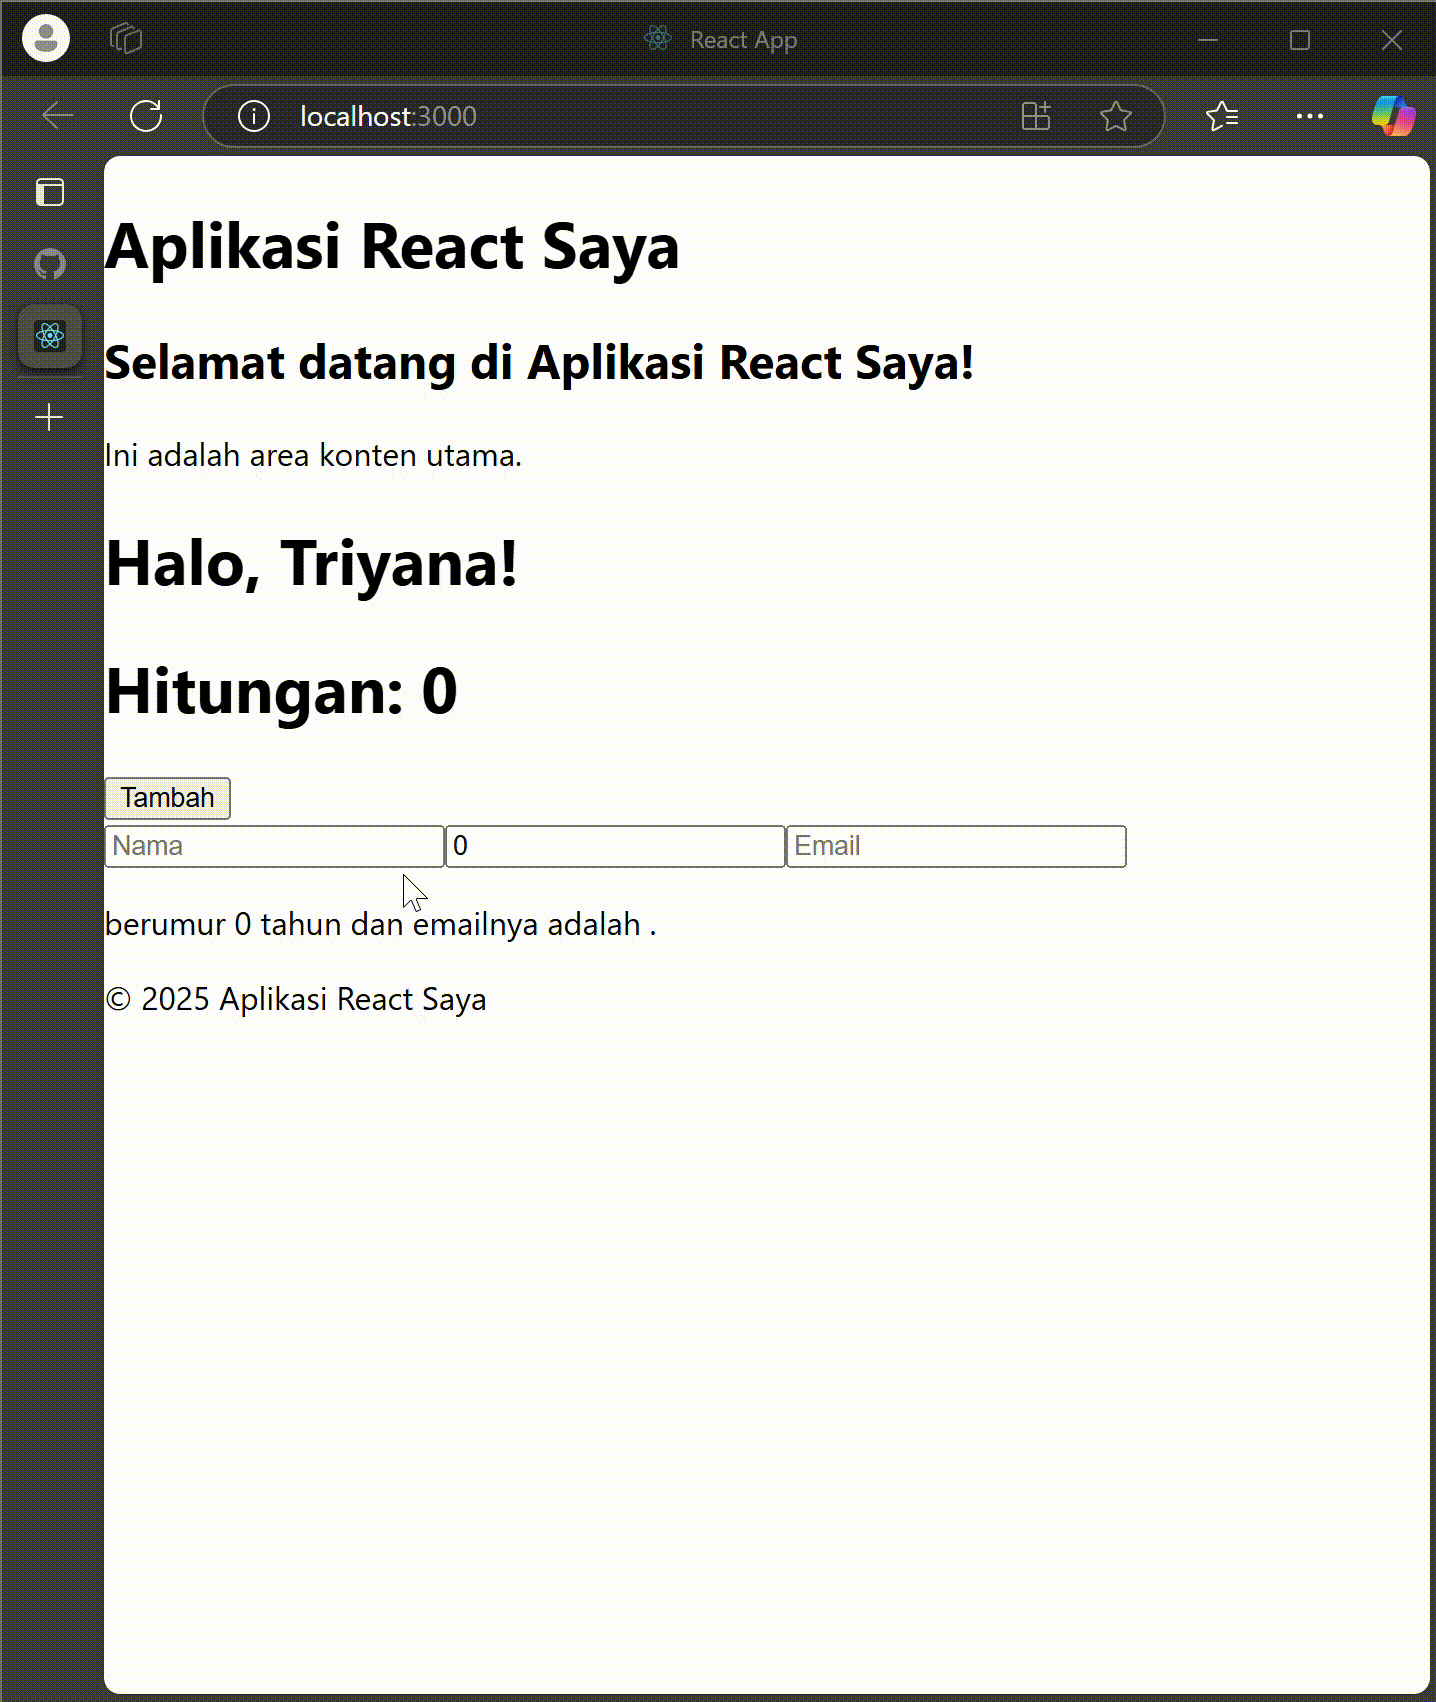 React App
localhost:3000
Aplikasi React Saya
Selamat datang di Aplikasi React Saya!
Ini adalah area konten utama.
Halo, Triyana!
Hitungan: 0
Tambah
Nama 0 Email
berumur 0 tahun dan emailnya adalah .
© 2025 Aplikasi React Saya